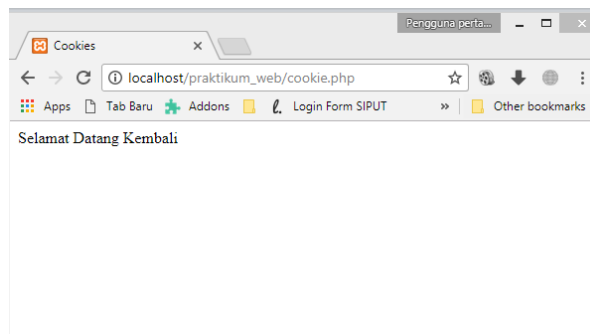 Pengguna perta...
Cookies
localhost/praktikum_web/cookie.php
Apps Tab Baru Addons Login Form SIPUT » Other bookmarks
Selamat Datang Kembali